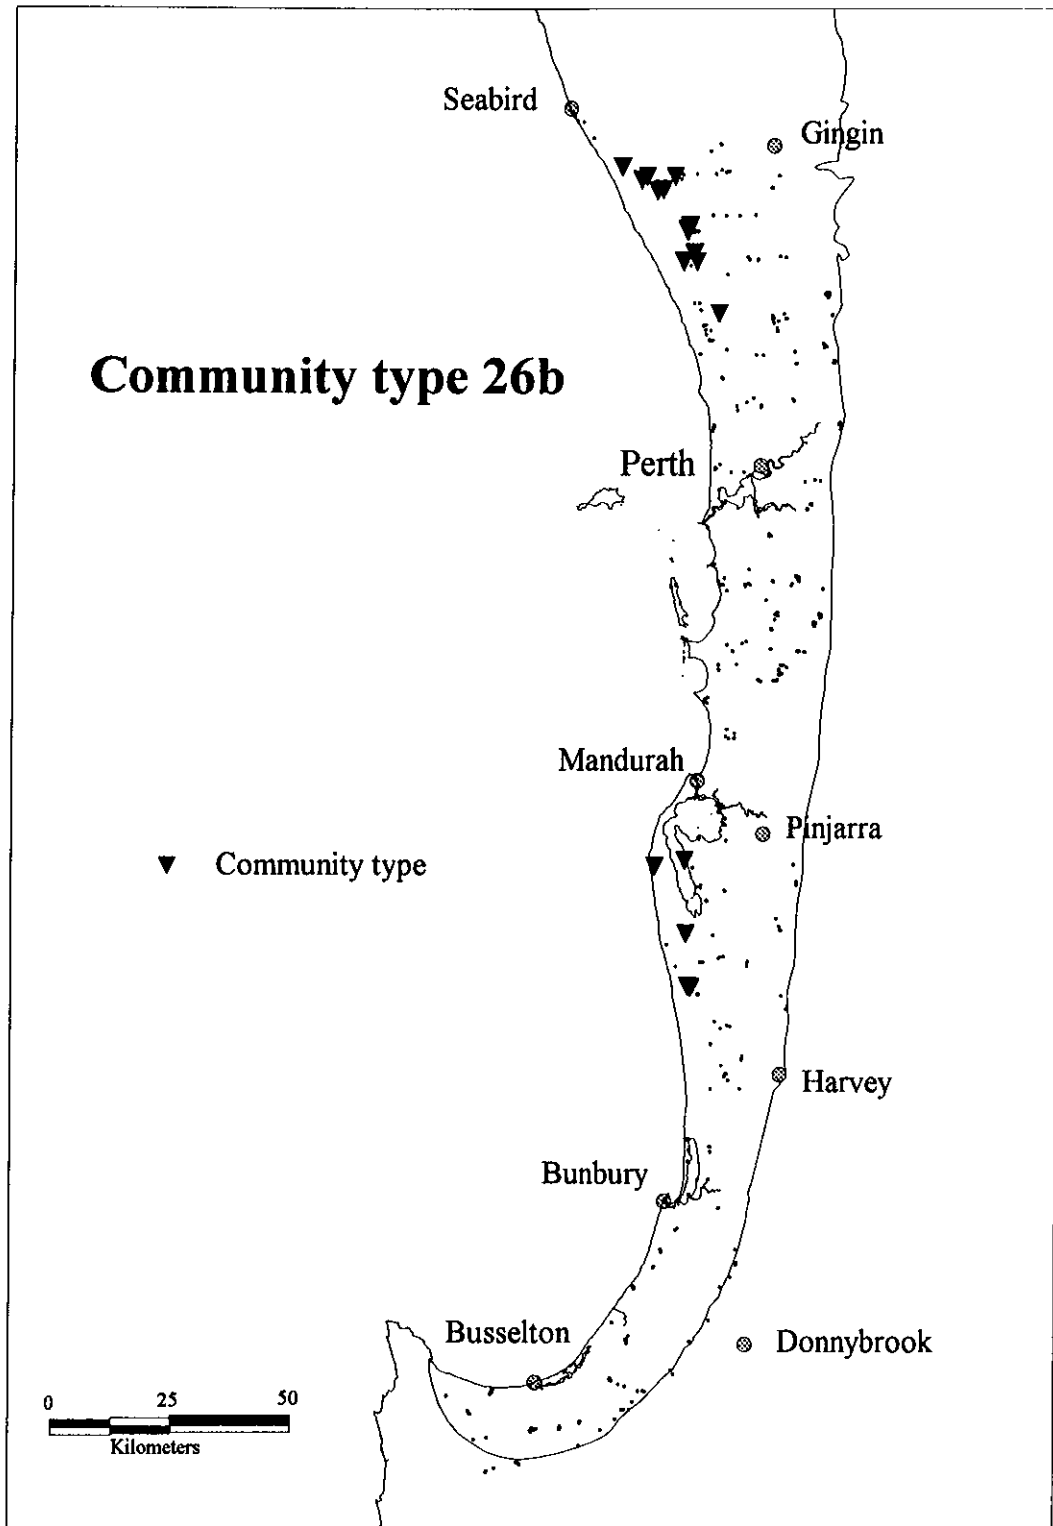 Seabird
Gingin
Community type 26b
Perth
Mandurah
Pinjarra
Community type
Harvey
Bunbury
Busselton
Donnybrook
0 25 50
Kilometers